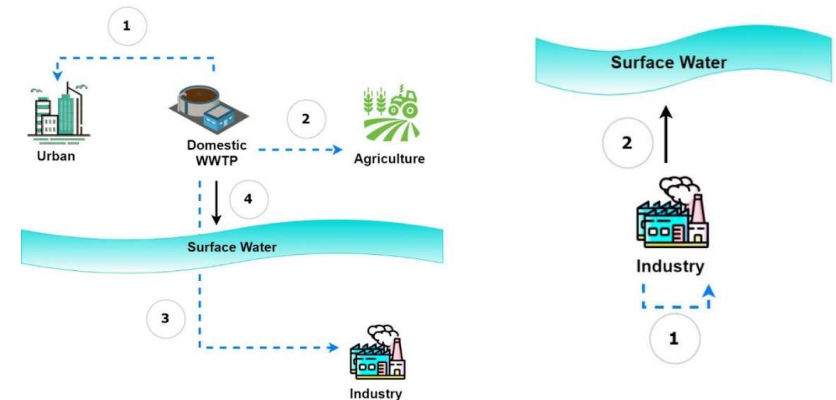 1
Urban
Domestic
WWTP
2
Agriculture
4
Surface Water
3
Industry
Surface Water
2
Industry
1